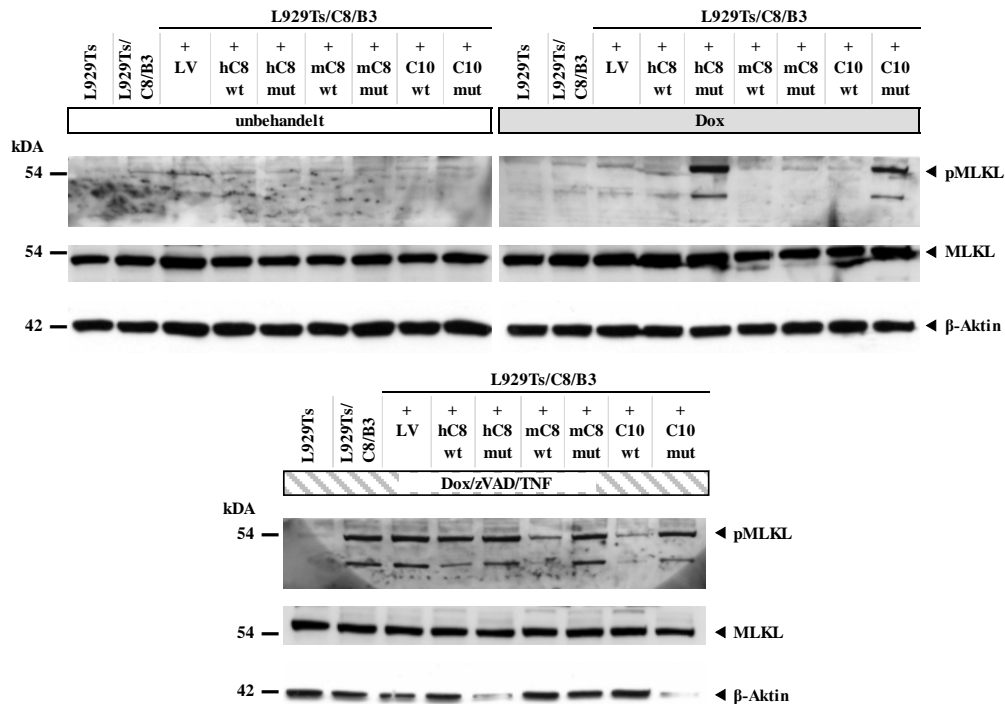 L929Ts/C8/B3 L929Ts/C8/B3
L929Ts L929Ts/ C8/B3 + LV + hC8 wt + hC8 mut + mC8 wt + mC8 mut + C10 wt + C10 mut L929Ts L929Ts/ C8/B3 + LV + hC8 wt + hC8 mut + mC8 wt + mC8 mut + C10 wt + C10 mut
unbehandelt Dox
kDA
54 pMLKL
54 MLKL
42 β-Aktin
L929Ts/C8/B3
L929Ts L929Ts/ C8/B3 + LV + hC8 wt + hC8 mut + mC8 wt + mC8 mut + C10 wt + C10 mut
Dox/zVAD/TNF
kDA
54 pMLKL
54 MLKL
42 β-Aktin